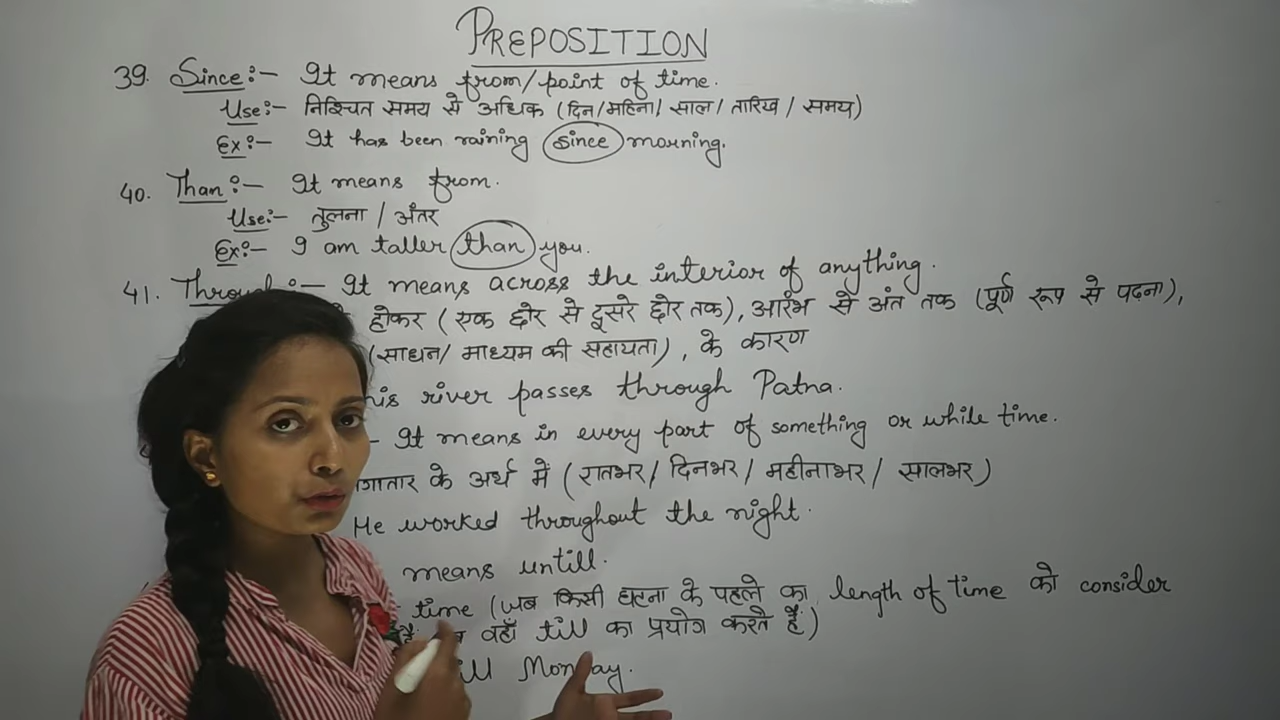 PREPOSITION
39. Since:- It means from/point of time.
Use:- निश्चित समय से अधिक (दिन/महिना/साल/तारिख/समय)
Ex:- It has been raining since morning.
40. Than:- It means from.
Use:- तुलना/अंतर
Ex:- I am taller than you.
41. Through:- It means across the interior of anything.
होकर (एक छोर से दूसरे छोर तक), आरंभ से अंत तक (पूर्ण रूप से पढना),
(साधन/माध्यम की सहायता), के कारण
his river passes through Patna.
- It means in every part of something or while time.
के अर्थ में (रातभर/दिनभर/महीनाभर/सालभर)
He worked throughout the night.
means untill.
time (जब किसी घटना के पहले का length of time को consider
वहाँ till का प्रयोग करते हैं)
till Monday.